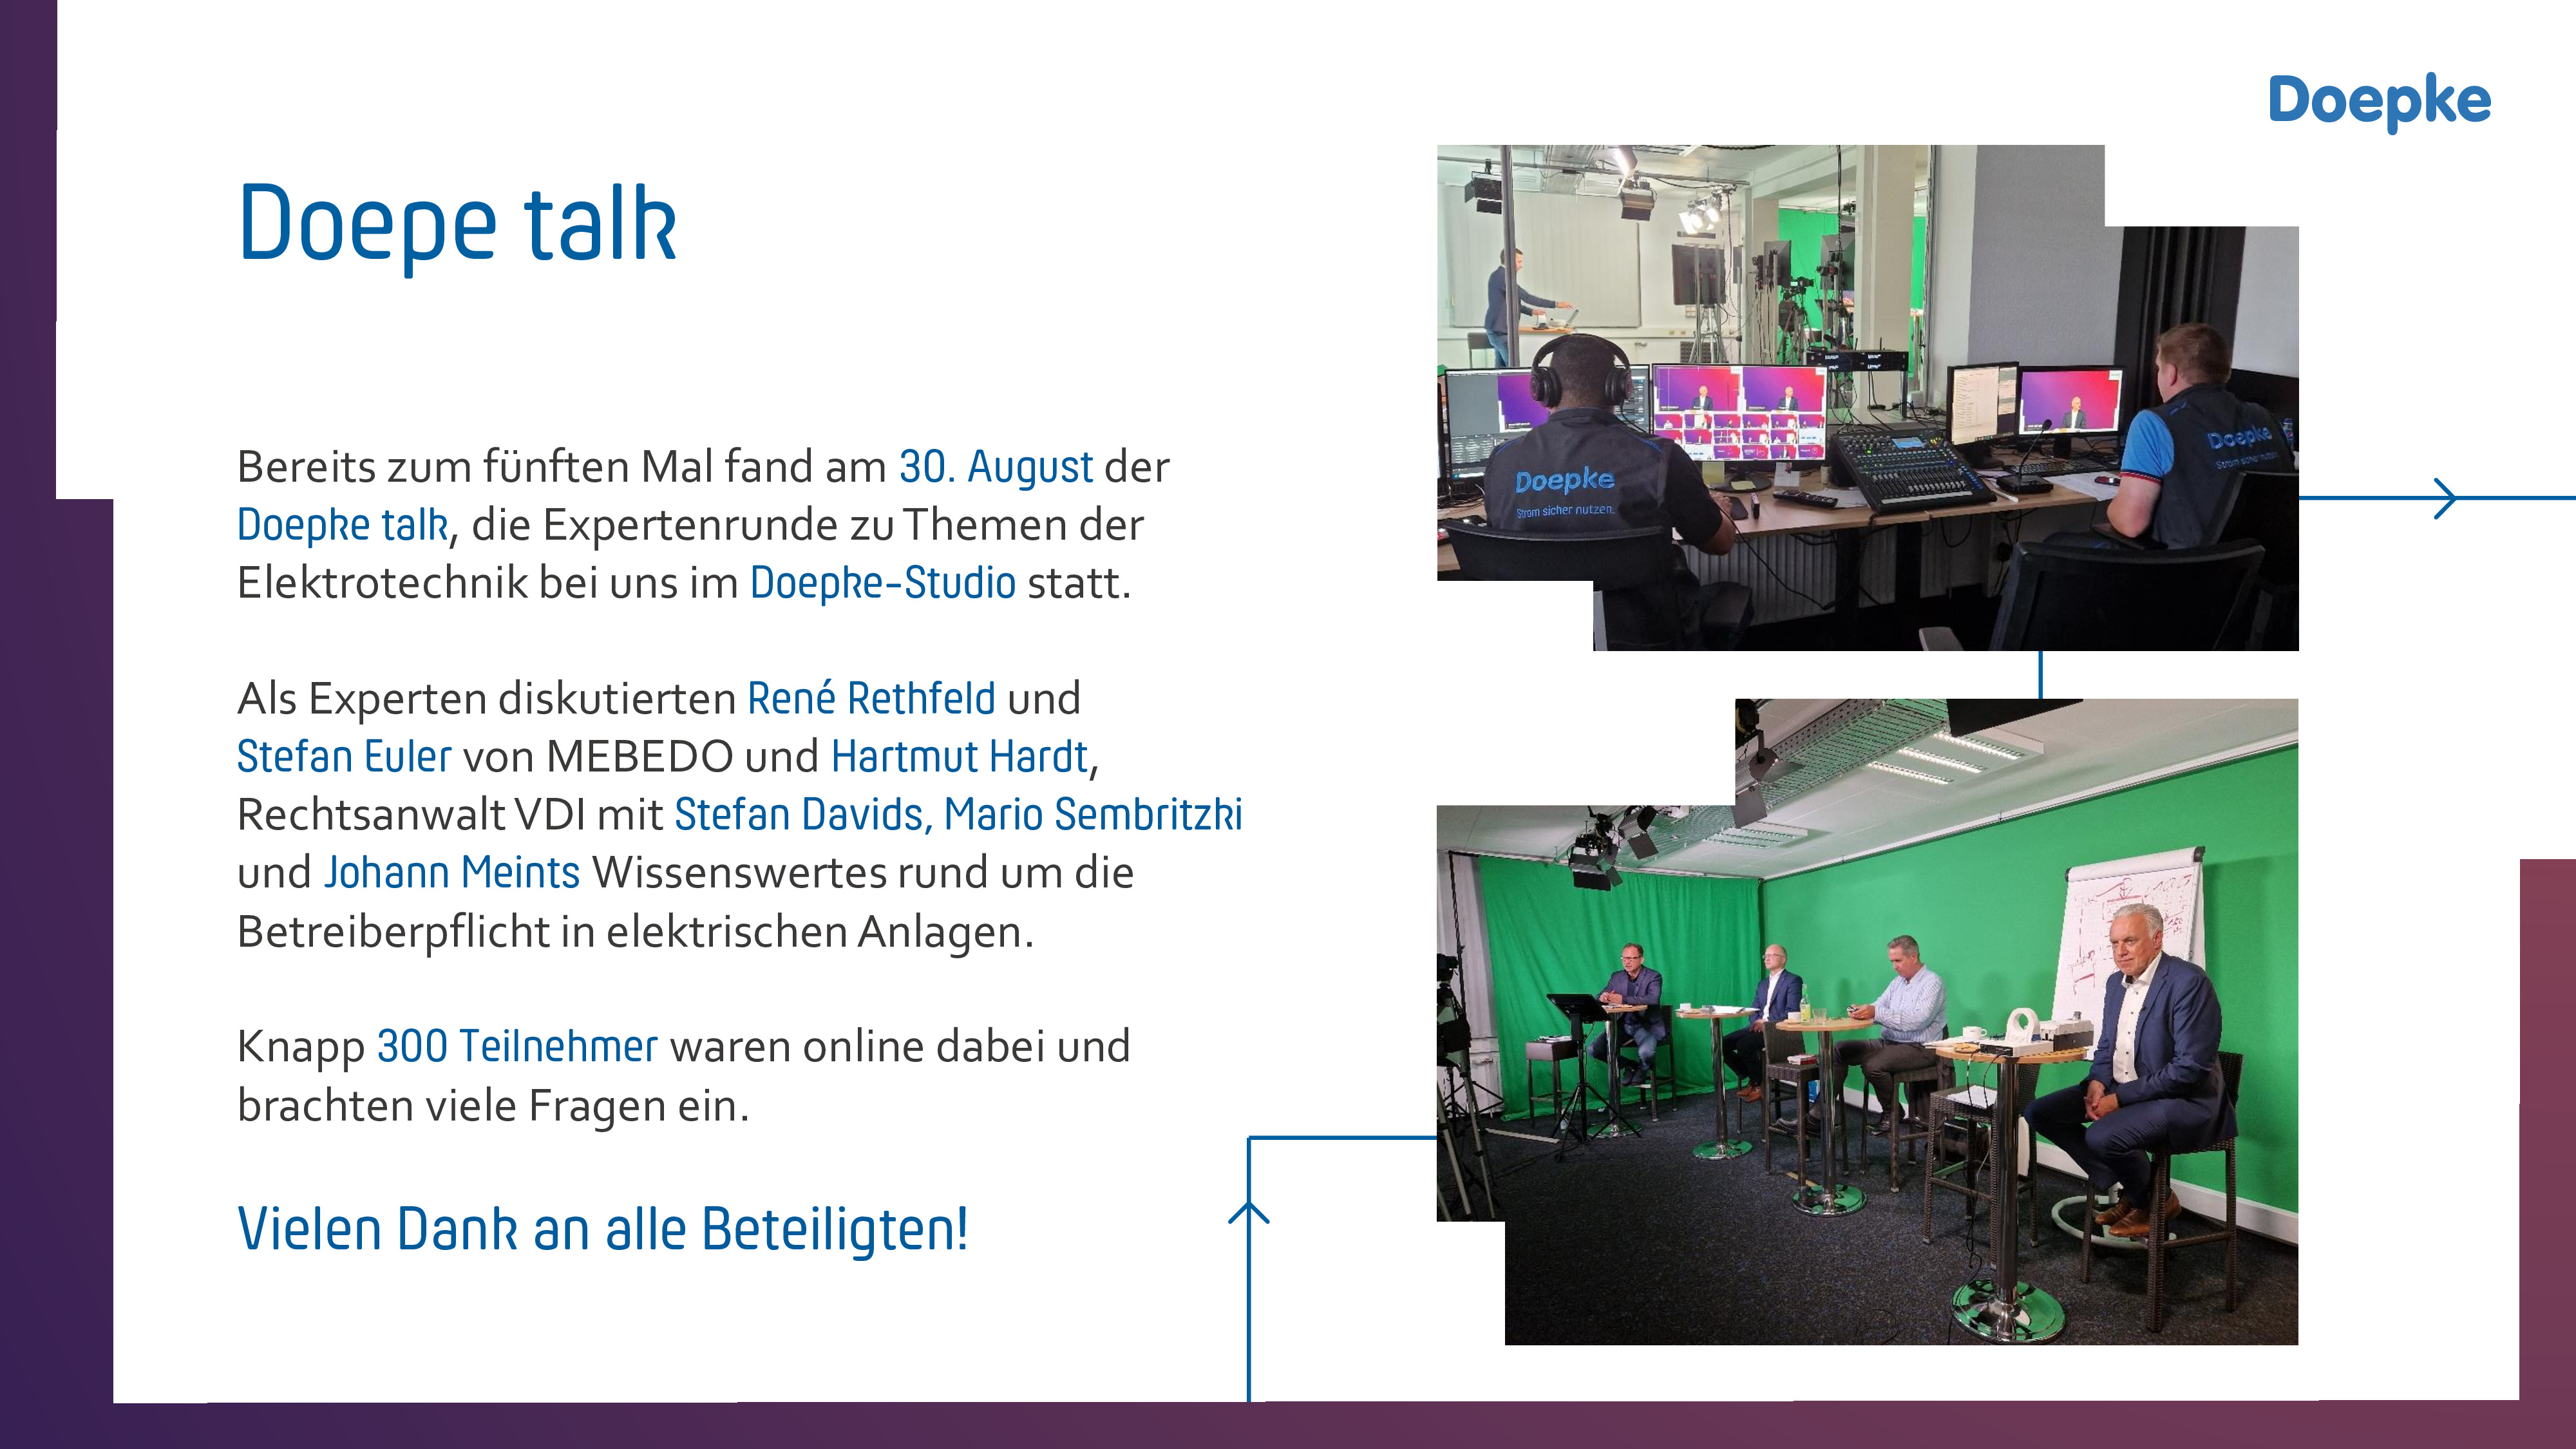 Doepke
Doepe talk
Bereits zum fünften Mal fand am 30. August der
Doepke talk, die Expertenrunde zu Themen der
Elektrotechnik bei uns im Doepke-Studio statt.
Als Experten diskutierten René Rethfeld und
Stefan Euler von MEBEDO und Hartmut Hardt,
Rechtsanwalt VDI mit Stefan Davids, Mario Sembritzki
und Johann Meints Wissenswertes rund um die
Betreiberpflicht in elektrischen Anlagen.
Knapp 300 Teilnehmer waren online dabei und
brachten viele Fragen ein.
Vielen Dank an alle Beteiligten!
Doepke
Strom sicher nutzen.
Doepke
Strom sicher nutzen.